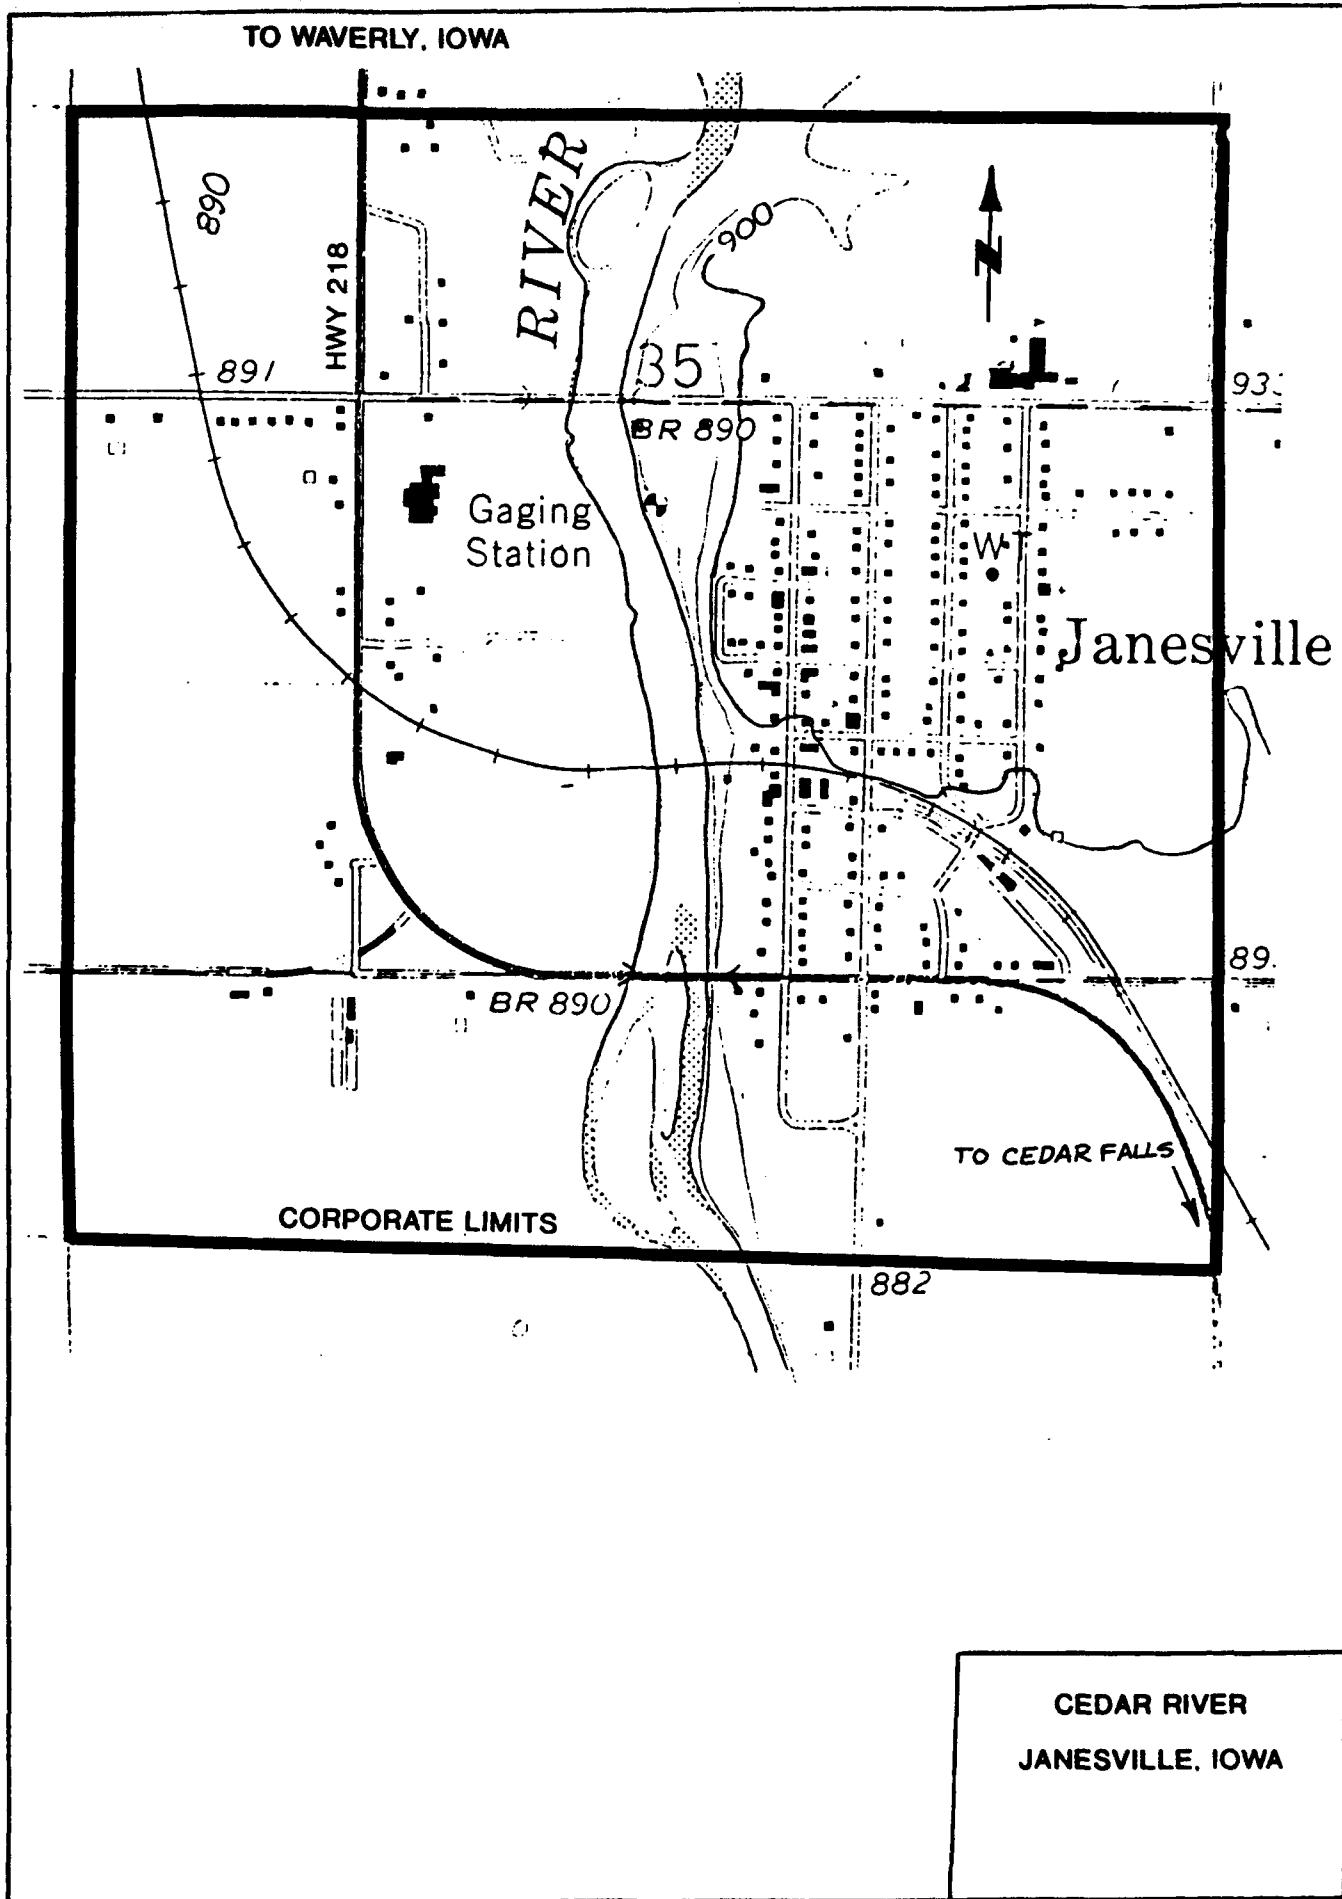 TO WAVERLY, IOWA
890
HWY 218
RIVER
900
N
891
35
BR 890
Gaging
Station
W T
Janesville
BR 890
TO CEDAR FALLS
CORPORATE LIMITS
882
CEDAR RIVER
JANESVILLE, IOWA